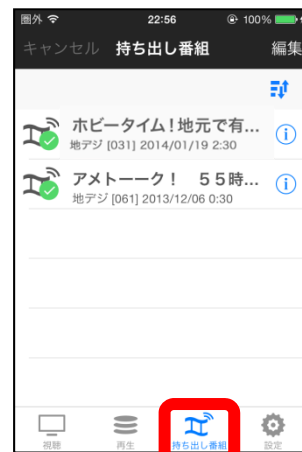 圏外 22:56 100%
キャンセル 持ち出し番組 編集
ホビータイム!地元で有...
地デジ [031] 2014/01/19 2:30
アメトーーク! 55時...
地デジ [061] 2013/12/06 0:30
視聴 再生 持ち出し番組 設定